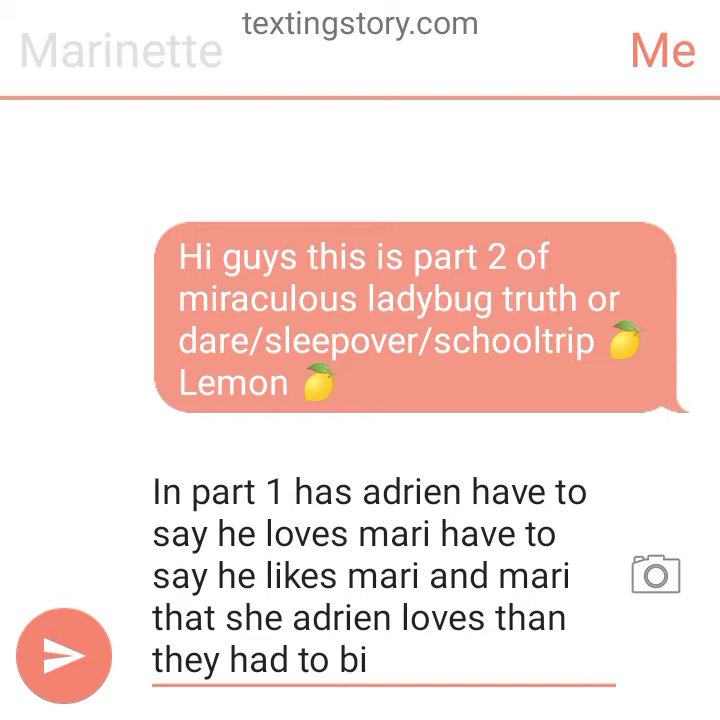 textingstory.com
Marinette
Me
Hi guys this is part 2 of
miraculous ladybug truth or
dare/sleepover/schooltrip 🍋
Lemon 🍋
In part 1 has adrien have to
say he loves mari have to
say he likes mari and mari
that she adrien loves than
they had to bi